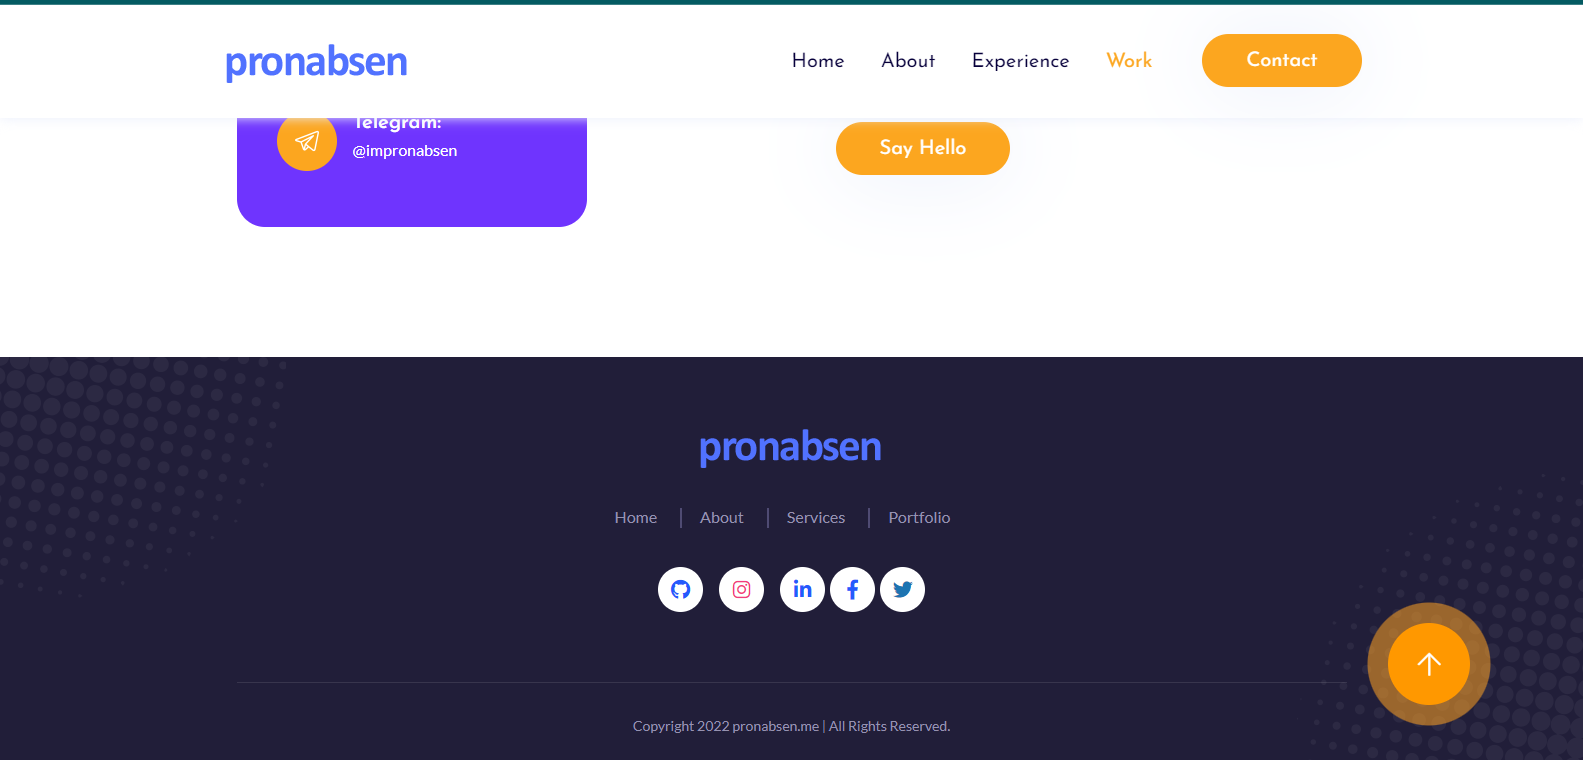 pronabsen
Home About Experience Work Contact
Telegram:
@impronabsen
Say Hello
pronabsen
Home | About | Services | Portfolio
in
Copyright 2022 pronabsen.me | All Rights Reserved.